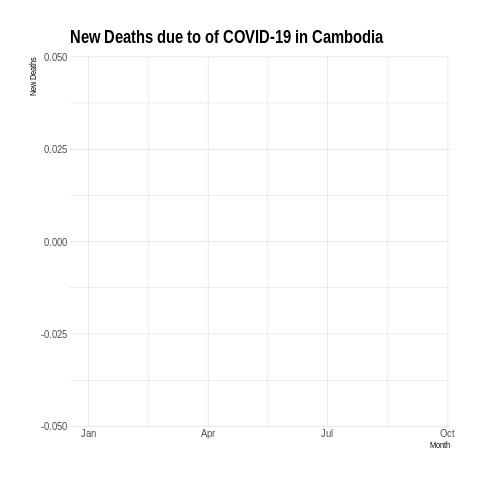 New Deaths due to of COVID-19 in Cambodia
New Deaths
0.050
0.025
0.000
-0.025
-0.050
Jan Apr Jul Oct
Month